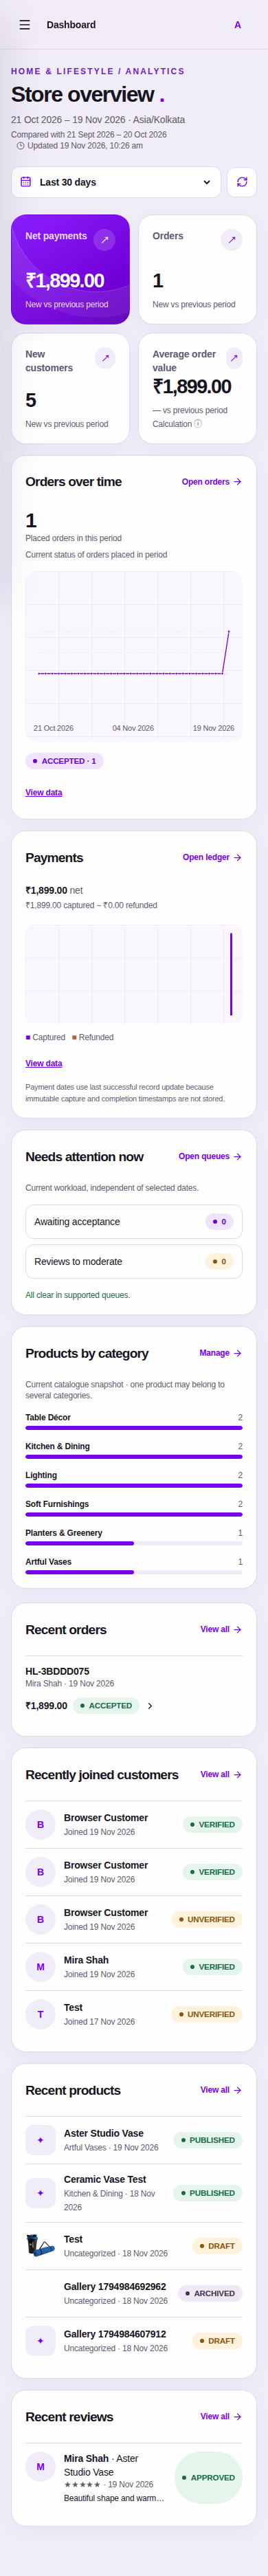 Dashboard
A
HOME & LIFESTYLE / ANALYTICS
Store overview .
21 Oct 2026 – 19 Nov 2026 · Asia/Kolkata
Compared with 21 Sept 2026 – 20 Oct 2026
Updated 19 Nov 2026, 10:26 am
Last 30 days
Net payments
₹1,899.00
New vs previous period
Orders
1
New vs previous period
New customers
5
New vs previous period
Average order value
₹1,899.00
— vs previous period
Calculation ⓘ
Orders over time
Open orders →
1
Placed orders in this period
Current status of orders placed in period
21 Oct 2026
04 Nov 2026
19 Nov 2026
ACCEPTED · 1
View data
Payments
Open ledger →
₹1,899.00 net
₹1,899.00 captured − ₹0.00 refunded
Captured
Refunded
View data
Payment dates use last successful record update because
immutable capture and completion timestamps are not stored.
Needs attention now
Open queues →
Current workload, independent of selected dates.
Awaiting acceptance
0
Reviews to moderate
0
All clear in supported queues.
Products by category
Manage →
Current catalogue snapshot · one product may belong to
several categories.
Table Décor 2
Kitchen & Dining 2
Lighting 2
Soft Furnishings 2
Planters & Greenery 1
Artful Vases 1
Recent orders
View all →
HL-3BDDD075
Mira Shah · 19 Nov 2026
₹1,899.00 ACCEPTED
Recently joined customers
View all →
B
Browser Customer
Joined 19 Nov 2026
VERIFIED
B
Browser Customer
Joined 19 Nov 2026
VERIFIED
B
Browser Customer
Joined 19 Nov 2026
UNVERIFIED
M
Mira Shah
Joined 19 Nov 2026
VERIFIED
T
Test
Joined 17 Nov 2026
UNVERIFIED
Recent products
View all →
Aster Studio Vase
Artful Vases · 19 Nov 2026
PUBLISHED
Ceramic Vase Test
Kitchen & Dining · 18 Nov
2026
PUBLISHED
Test
Uncategorized · 18 Nov 2026
DRAFT
Gallery 1794984692962
Uncategorized · 18 Nov 2026
ARCHIVED
Gallery 1794984607912
Uncategorized · 18 Nov 2026
DRAFT
Recent reviews
View all →
M
Mira Shah · Aster
Studio Vase
★★★★★ · 19 Nov 2026
Beautiful shape and warm…
APPROVED